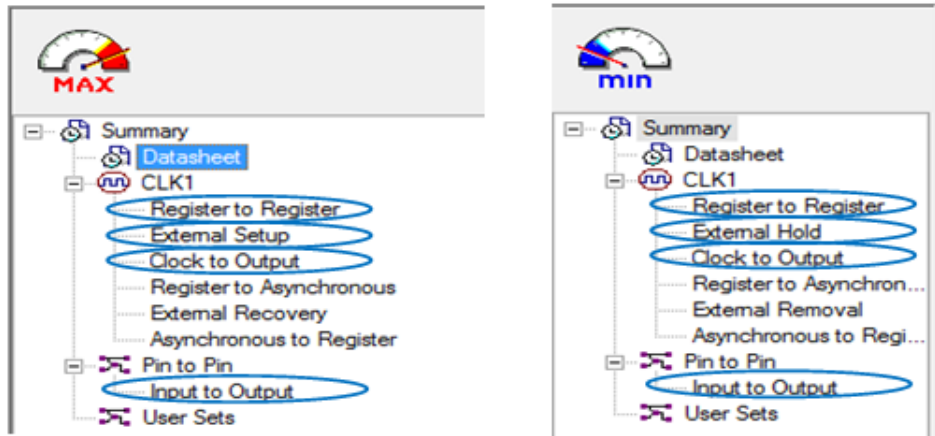 MAX
Summary
Datasheet
CLK1
Register to Register
External Setup
Clock to Output
Register to Asynchronous
External Recovery
Asynchronous to Register
Pin to Pin
Input to Output
User Sets
min
Summary
Datasheet
CLK1
Register to Register
External Hold
Clock to Output
Register to Asynchron...
External Removal
Asynchronous to Regi...
Pin to Pin
Input to Output
User Sets